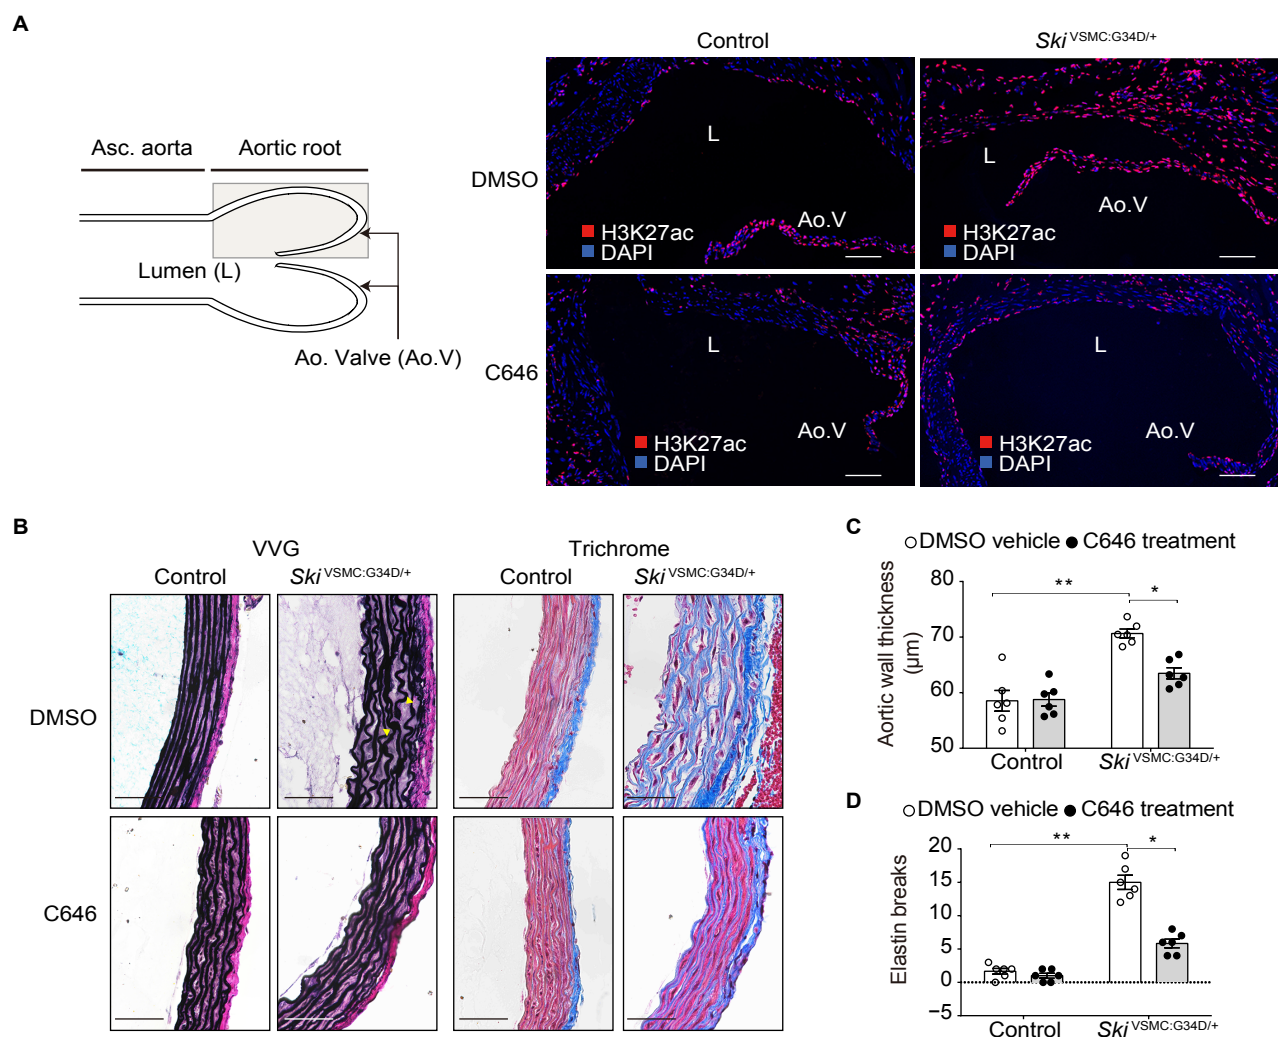 A
Control
Ski VSMC:G34D/+
Asc. aorta
Aortic root
Lumen (L)
Ao. Valve (Ao.V)
DMSO
L
Ao.V
H3K27ac
DAPI
L
Ao.V
H3K27ac
DAPI
C646
L
Ao.V
H3K27ac
DAPI
L
Ao.V
H3K27ac
DAPI
B
VVG
Trichrome
Control
Ski VSMC:G34D/+
Control
Ski VSMC:G34D/+
DMSO
C646
C
DMSO vehicle
C646 treatment
Aortic wall thickness
(µm)
80
70
60
50
**
*
Control
Ski VSMC:G34D/+
D
DMSO vehicle
C646 treatment
Elastin breaks
20
15
10
5
0
−5
**
*
Control
Ski VSMC:G34D/+